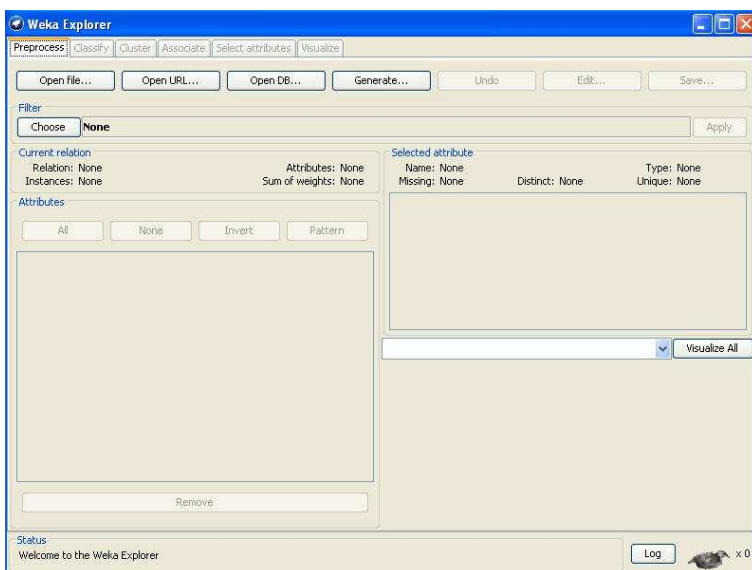 Weka Explorer
Preprocess Classify Cluster Associate Select attributes Visualize
Open file... Open URL... Open DB... Generate... Undo Edit... Save...
Filter
Choose None Apply
Current relation
Relation: None Attributes: None
Instances: None Sum of weights: None
Selected attribute
Name: None Type: None
Missing: None Distinct: None Unique: None
Attributes
All None Invert Pattern
Visualize All
Remove
Status
Welcome to the Weka Explorer
Log x 0